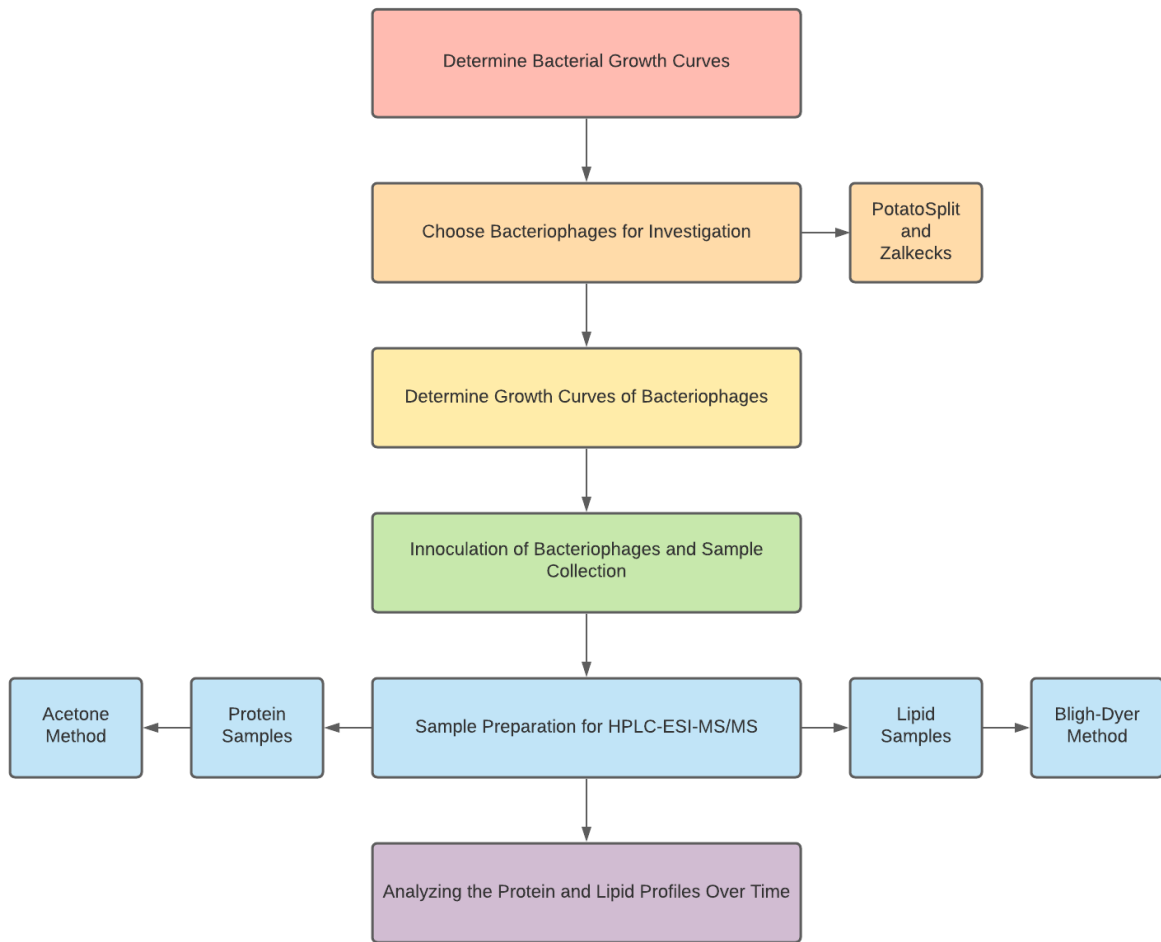 Determine Bacterial Growth Curves
Choose Bacteriophages for Investigation
PotatoSplit
and
Zalkecks
Determine Growth Curves of Bacteriophages
Innoculation of Bacteriophages and Sample
Collection
Acetone
Method
Protein
Samples
Sample Preparation for HPLC-ESI-MS/MS
Lipid
Samples
Bligh-Dyer
Method
Analyzing the Protein and Lipid Profiles Over Time